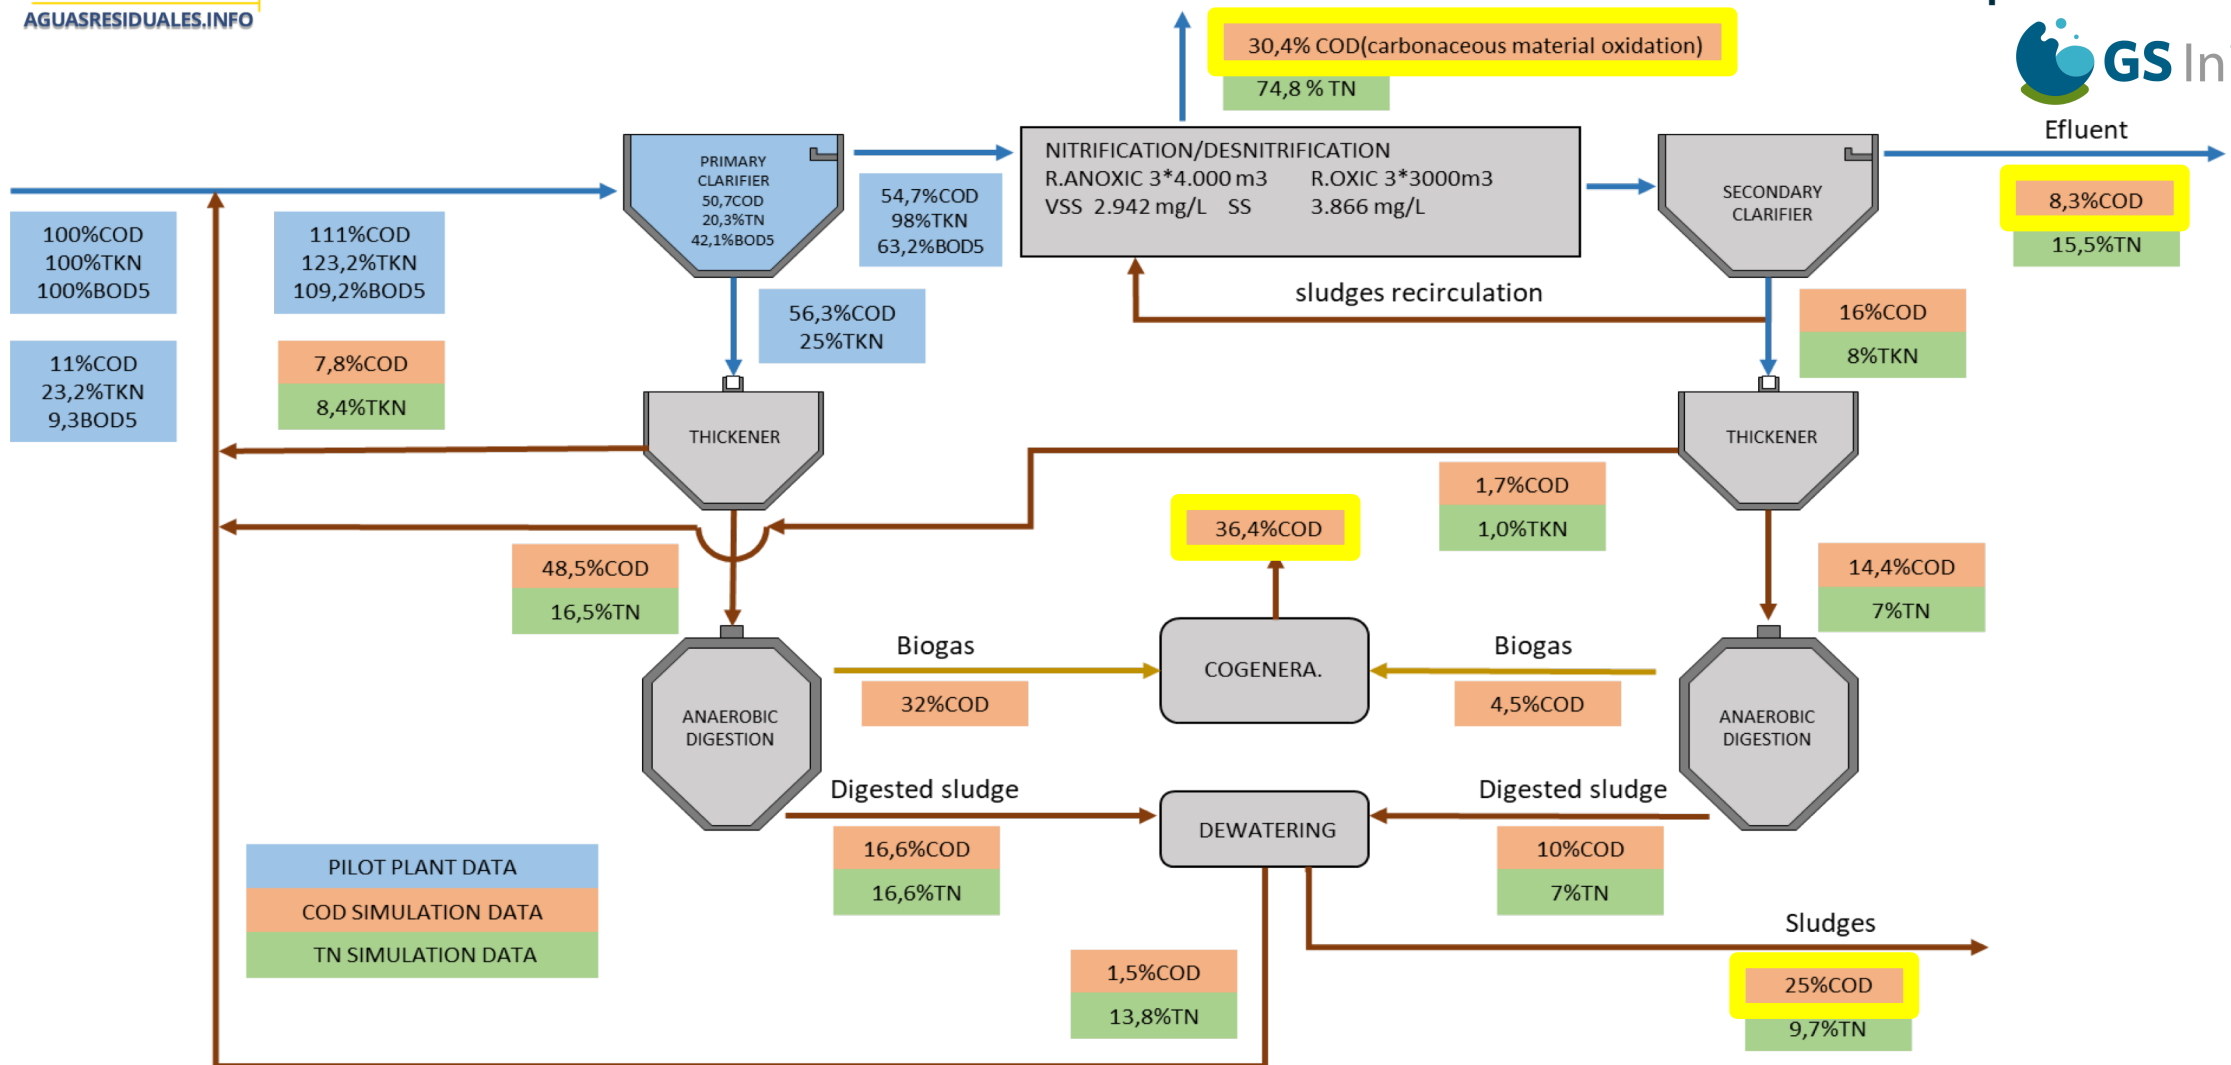 AGUASRESIDUALES.INFO
30,4% COD(carbonaceous material oxidation)
74,8 % TN
GS In
Efluent
8,3%COD
15,5%TN
PRIMARY
CLARIFIER
50,7COD
20,3%TN
42,1%BOD5
54,7%COD
98%TKN
63,2%BOD5
NITRIFICATION/DESNITRIFICATION
R.ANOXIC 3*4.000 m3 R.OXIC 3*3000m3
VSS 2.942 mg/L SS 3.866 mg/L
SECONDARY
CLARIFIER
100%COD
100%TKN
100%BOD5
111%COD
123,2%TKN
109,2%BOD5
56,3%COD
25%TKN
sludges recirculation
16%COD
8%TKN
11%COD
23,2%TKN
9,3BOD5
7,8%COD
8,4%TKN
THICKENER
THICKENER
1,7%COD
1,0%TKN
36,4%COD
48,5%COD
16,5%TN
14,4%COD
7%TN
Biogas
32%COD
COGENERA.
Biogas
4,5%COD
ANAEROBIC
DIGESTION
ANAEROBIC
DIGESTION
Digested sludge
16,6%COD
16,6%TN
DEWATERING
Digested sludge
10%COD
7%TN
PILOT PLANT DATA
COD SIMULATION DATA
TN SIMULATION DATA
1,5%COD
13,8%TN
Sludges
25%COD
9,7%TN